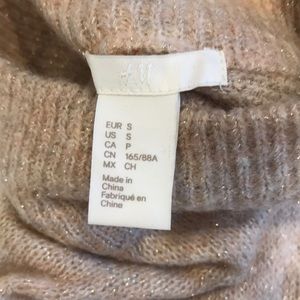 H&M
EUR S
US S
CA P
CN 165/88A
MX CH
Made in
China
Fabriqué en
Chine